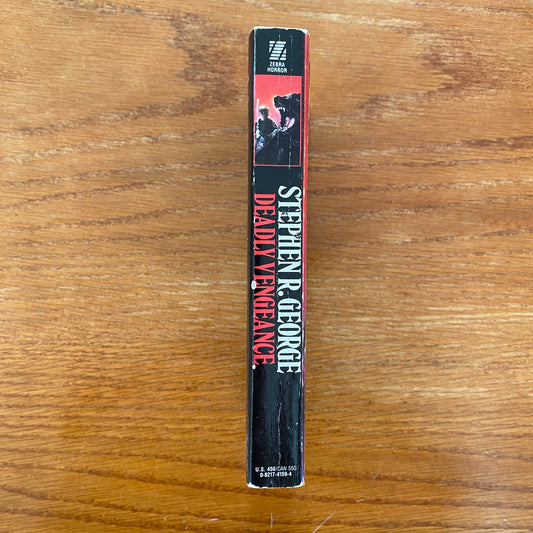 ZEBRA
HORROR
STEPHEN R. GEORGE
DEADLY VENGEANCE
U.S. 450/CAN 550
0-8217-4159-4